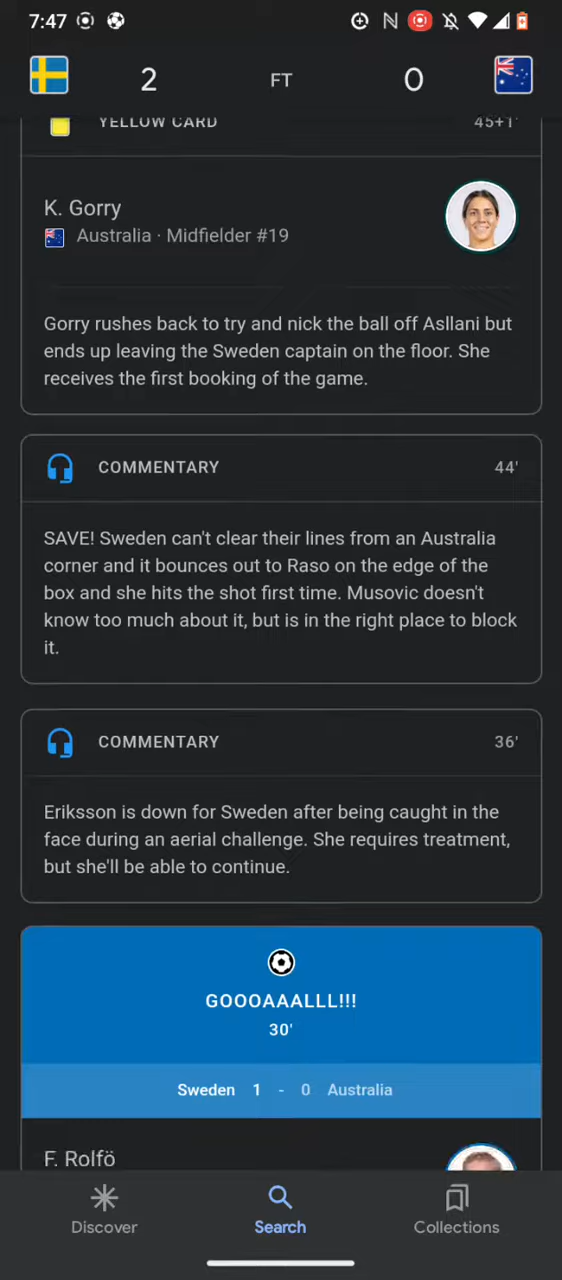 7:47
2 FT 0
YELLOW CARD 45+1'
K. Gorry
Australia · Midfielder #19
Gorry rushes back to try and nick the ball off Asllani but
ends up leaving the Sweden captain on the floor. She
receives the first booking of the game.
COMMENTARY 44'
SAVE! Sweden can't clear their lines from an Australia
corner and it bounces out to Raso on the edge of the
box and she hits the shot first time. Musovic doesn't
know too much about it, but is in the right place to block
it.
COMMENTARY 36'
Eriksson is down for Sweden after being caught in the
face during an aerial challenge. She requires treatment,
but she'll be able to continue.
GOOOAAALLL!!!
30'
Sweden 1 - 0 Australia
F. Rolfö
Discover Search Collections